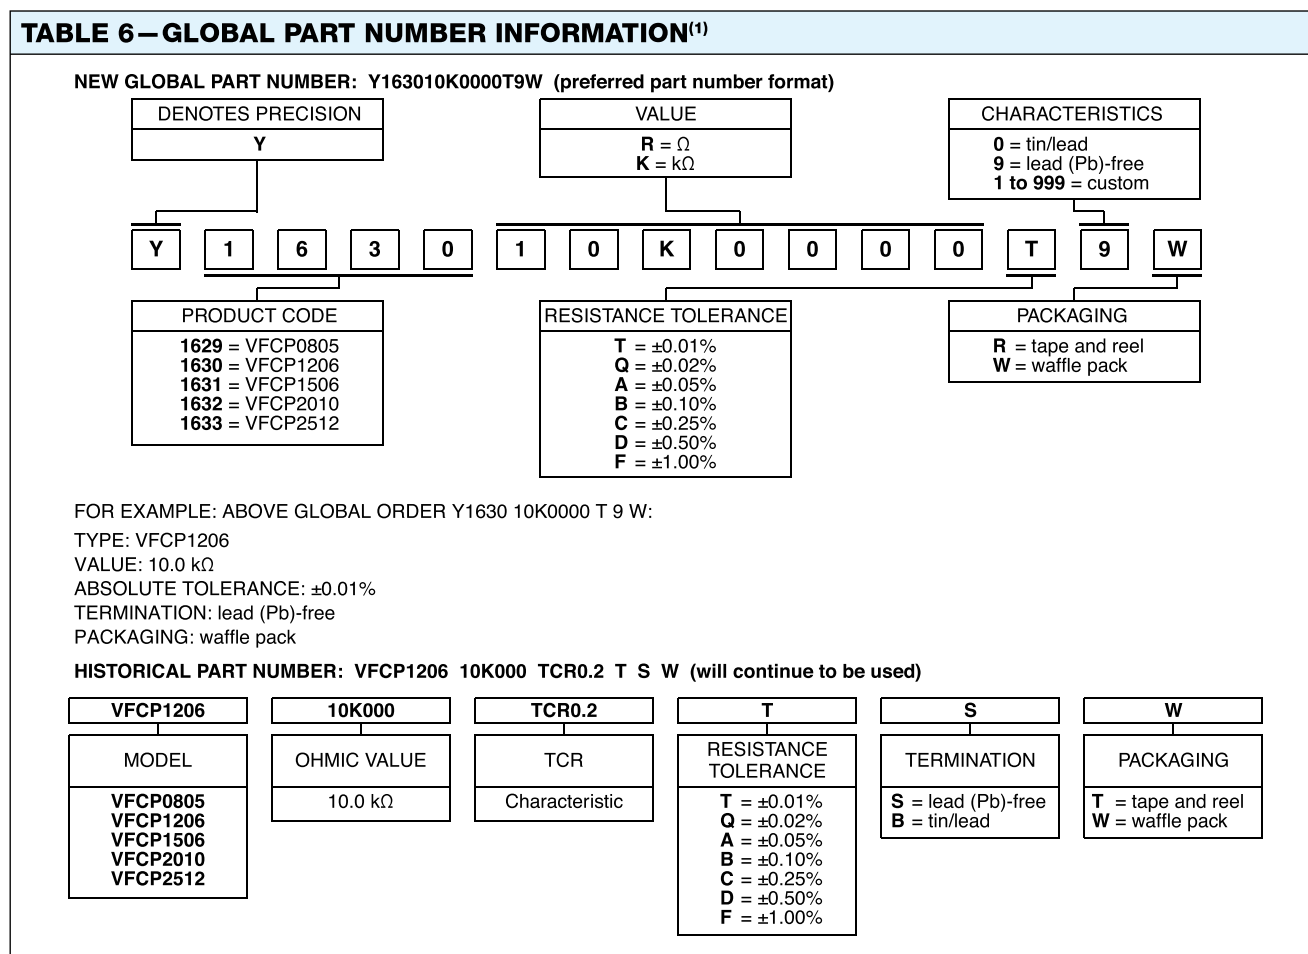 TABLE 6—GLOBAL PART NUMBER INFORMATION(1)
NEW GLOBAL PART NUMBER: Y163010K0000T9W (preferred part number format)
DENOTES PRECISION
Y
VALUE
R = Ω
K = kΩ
CHARACTERISTICS
0 = tin/lead
9 = lead (Pb)-free
1 to 999 = custom
Y 1 6 3 0 1 0 K 0 0 0 0 T 9 W
PRODUCT CODE
1629 = VFCP0805
1630 = VFCP1206
1631 = VFCP1506
1632 = VFCP2010
1633 = VFCP2512
RESISTANCE TOLERANCE
T = ±0.01%
Q = ±0.02%
A = ±0.05%
B = ±0.10%
C = ±0.25%
D = ±0.50%
F = ±1.00%
PACKAGING
R = tape and reel
W = waffle pack
FOR EXAMPLE: ABOVE GLOBAL ORDER Y1630 10K0000 T 9 W:
TYPE: VFCP1206
VALUE: 10.0 kΩ
ABSOLUTE TOLERANCE: ±0.01%
TERMINATION: lead (Pb)-free
PACKAGING: waffle pack
HISTORICAL PART NUMBER: VFCP1206 10K000 TCR0.2 T S W (will continue to be used)
VFCP1206
MODEL
VFCP0805
VFCP1206
VFCP1506
VFCP2010
VFCP2512
10K000
OHMIC VALUE
10.0 kΩ
TCR0.2
TCR
Characteristic
T
RESISTANCE
TOLERANCE
T = ±0.01%
Q = ±0.02%
A = ±0.05%
B = ±0.10%
C = ±0.25%
D = ±0.50%
F = ±1.00%
S
TERMINATION
S = lead (Pb)-free
B = tin/lead
W
PACKAGING
T = tape and reel
W = waffle pack